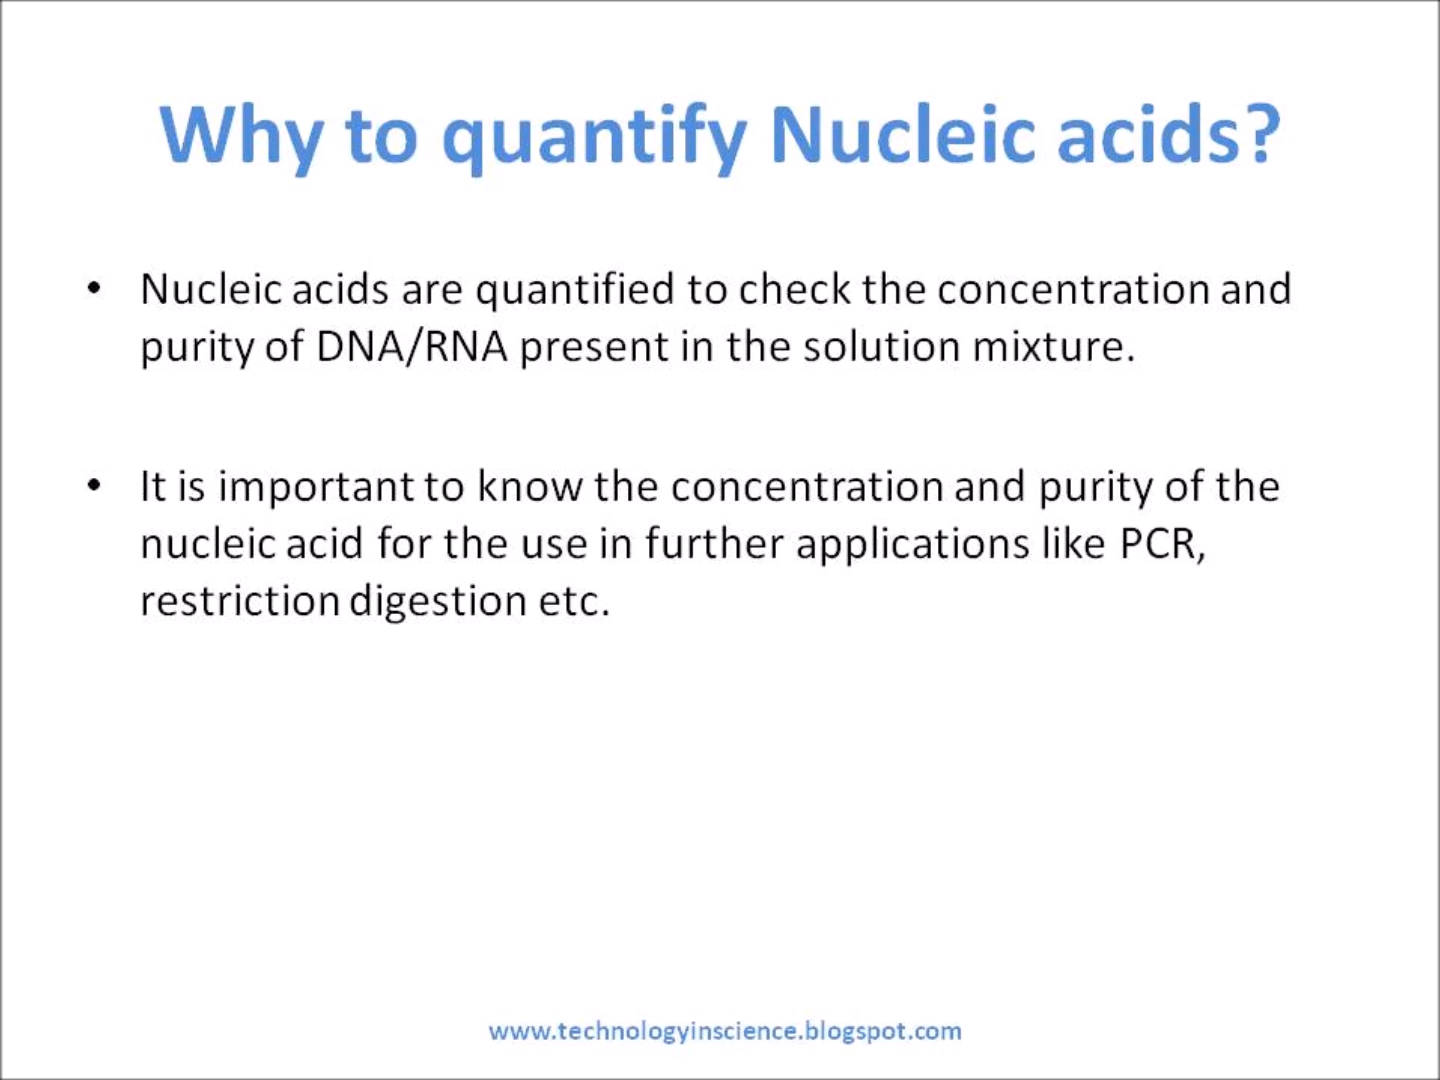 Why to quantify Nucleic acids?
• Nucleic acids are quantified to check the concentration and
purity of DNA/RNA present in the solution mixture.
• It is important to know the concentration and purity of the
nucleic acid for the use in further applications like PCR,
restriction digestion etc.
www.technologyinscience.blogspot.com